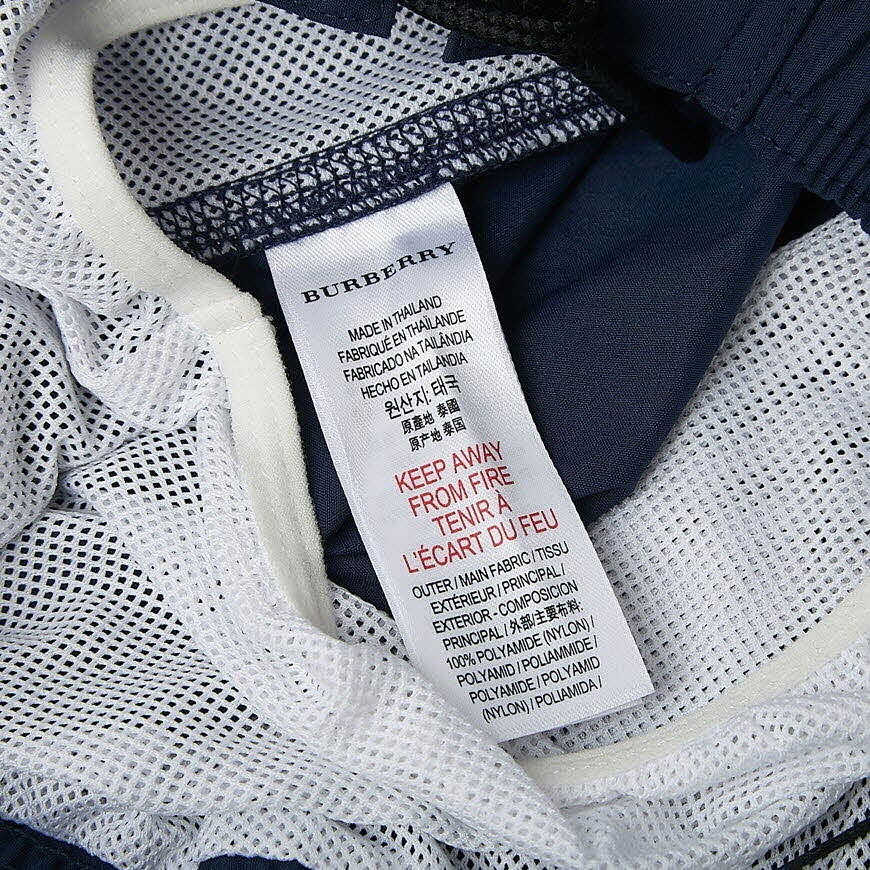 BURBERRY
MADE IN THAILAND
FABRIQUÉ EN THAÏLANDE
FABRICADO NA TAILÂNDIA
HECHO EN TAILANDIA
원산지: 태국
原產地 泰國
原产地 泰国
KEEP AWAY
FROM FIRE
TENIR À
L'ÉCART DU FEU
OUTER / MAIN FABRIC / TISSU
EXTÉRIEUR / PRINCIPAL /
EXTERIOR - COMPOSICION
PRINCIPAL / 外部/主要布料:
100% POLYAMIDE (NYLON) /
POLYAMID / POLIAMMIDE /
POLYAMIDE / POLYAMIDE
(NYLON) / POLIAMIDA /